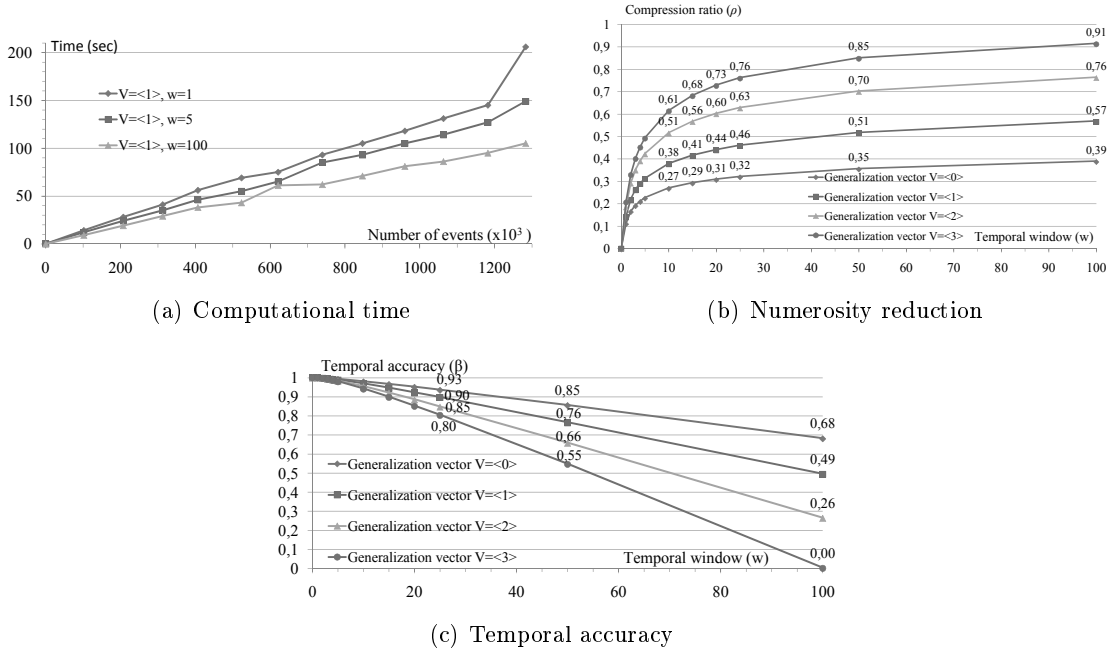 Time (sec)
200
150
100
50
0
V=<1>, w=1
V=<1>, w=5
V=<1>, w=100
Number of events (x10³ )
0 200 400 600 800 1000 1200
(a) Computational time
Compression ratio (ρ)
1
0,9
0,8
0,7
0,6
0,5
0,4
0,3
0,2
0,1
0
0,61 0,68 0,73 0,76 0,85 0,91
0,51 0,56 0,60 0,63 0,70 0,76
0,38 0,41 0,44 0,46 0,51 0,57
0,27 0,29 0,31 0,32 0,35 0,39
Generalization vector V=<0>
Generalization vector V=<1>
Generalization vector V=<2>
Generalization vector V=<3>
Temporal window (w)
0 10 20 30 40 50 60 70 80 90 100
(b) Numerosity reduction
Temporal accuracy (β)
1
0,9
0,8
0,7
0,6
0,5
0,4
0,3
0,2
0,1
0
0,93 0,85 0,68
0,90 0,76 0,49
0,85 0,66 0,26
0,80 0,55 0,00
Generalization vector V=<0>
Generalization vector V=<1>
Generalization vector V=<2>
Generalization vector V=<3>
Temporal window (w)
0 20 40 60 80 100
(c) Temporal accuracy